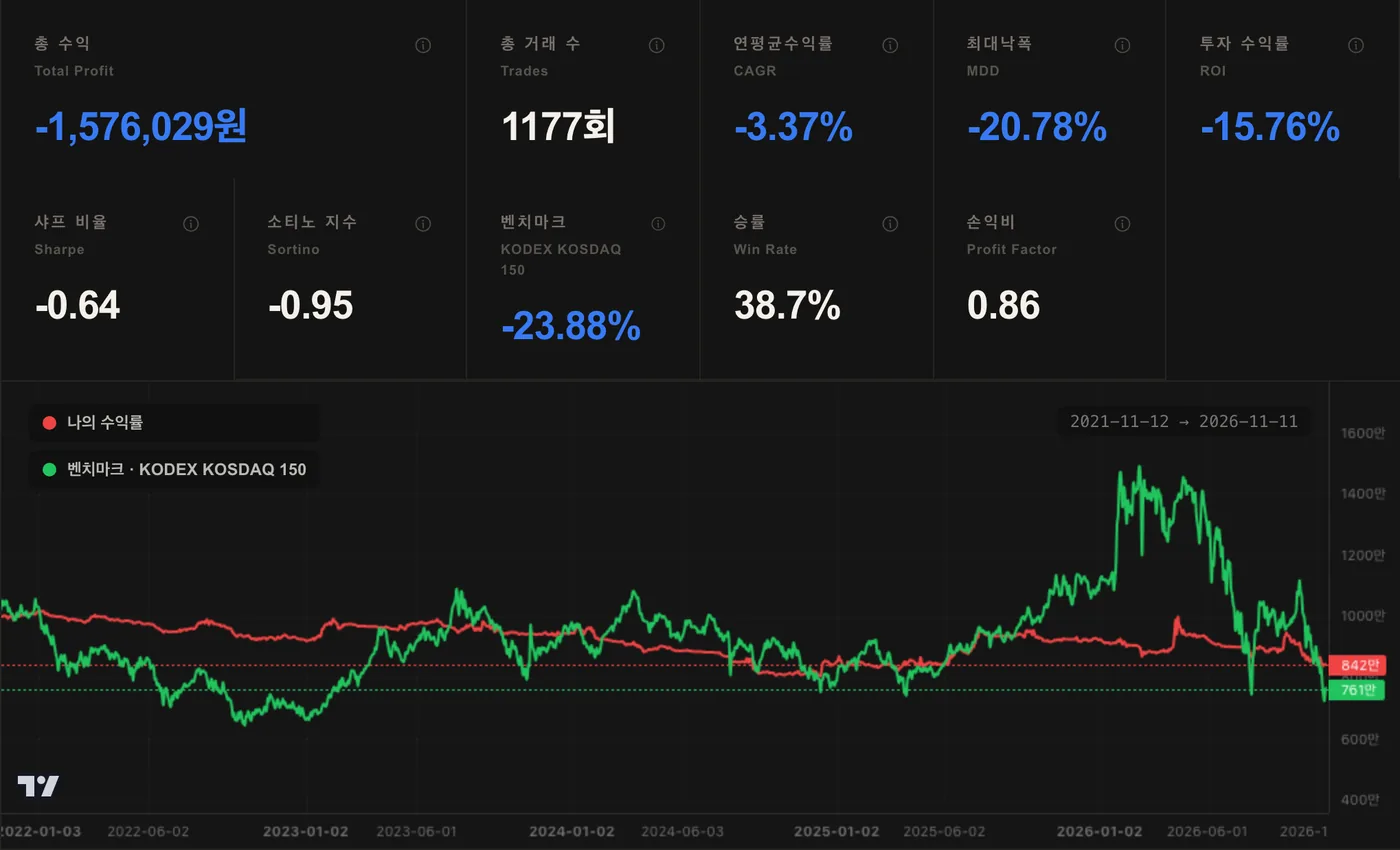 총 수익
Total Profit
-1,576,029원
총 거래 수
Trades
1177회
연평균수익률
CAGR
-3.37%
최대낙폭
MDD
-20.78%
투자 수익률
ROI
-15.76%
샤프 비율
Sharpe
-0.64
소티노 지수
Sortino
-0.95
벤치마크
KODEX KOSDAQ
150
-23.88%
승률
Win Rate
38.7%
손익비
Profit Factor
0.86
나의 수익률
벤치마크 · KODEX KOSDAQ 150
2021-11-12 → 2026-11-11
1600만
1400만
1200만
1000만
842만
761만
600만
400만
2022-01-03
2022-06-02
2023-01-02
2023-06-01
2024-01-02
2024-06-03
2025-01-02
2025-06-02
2026-01-02
2026-06-01
2026-1